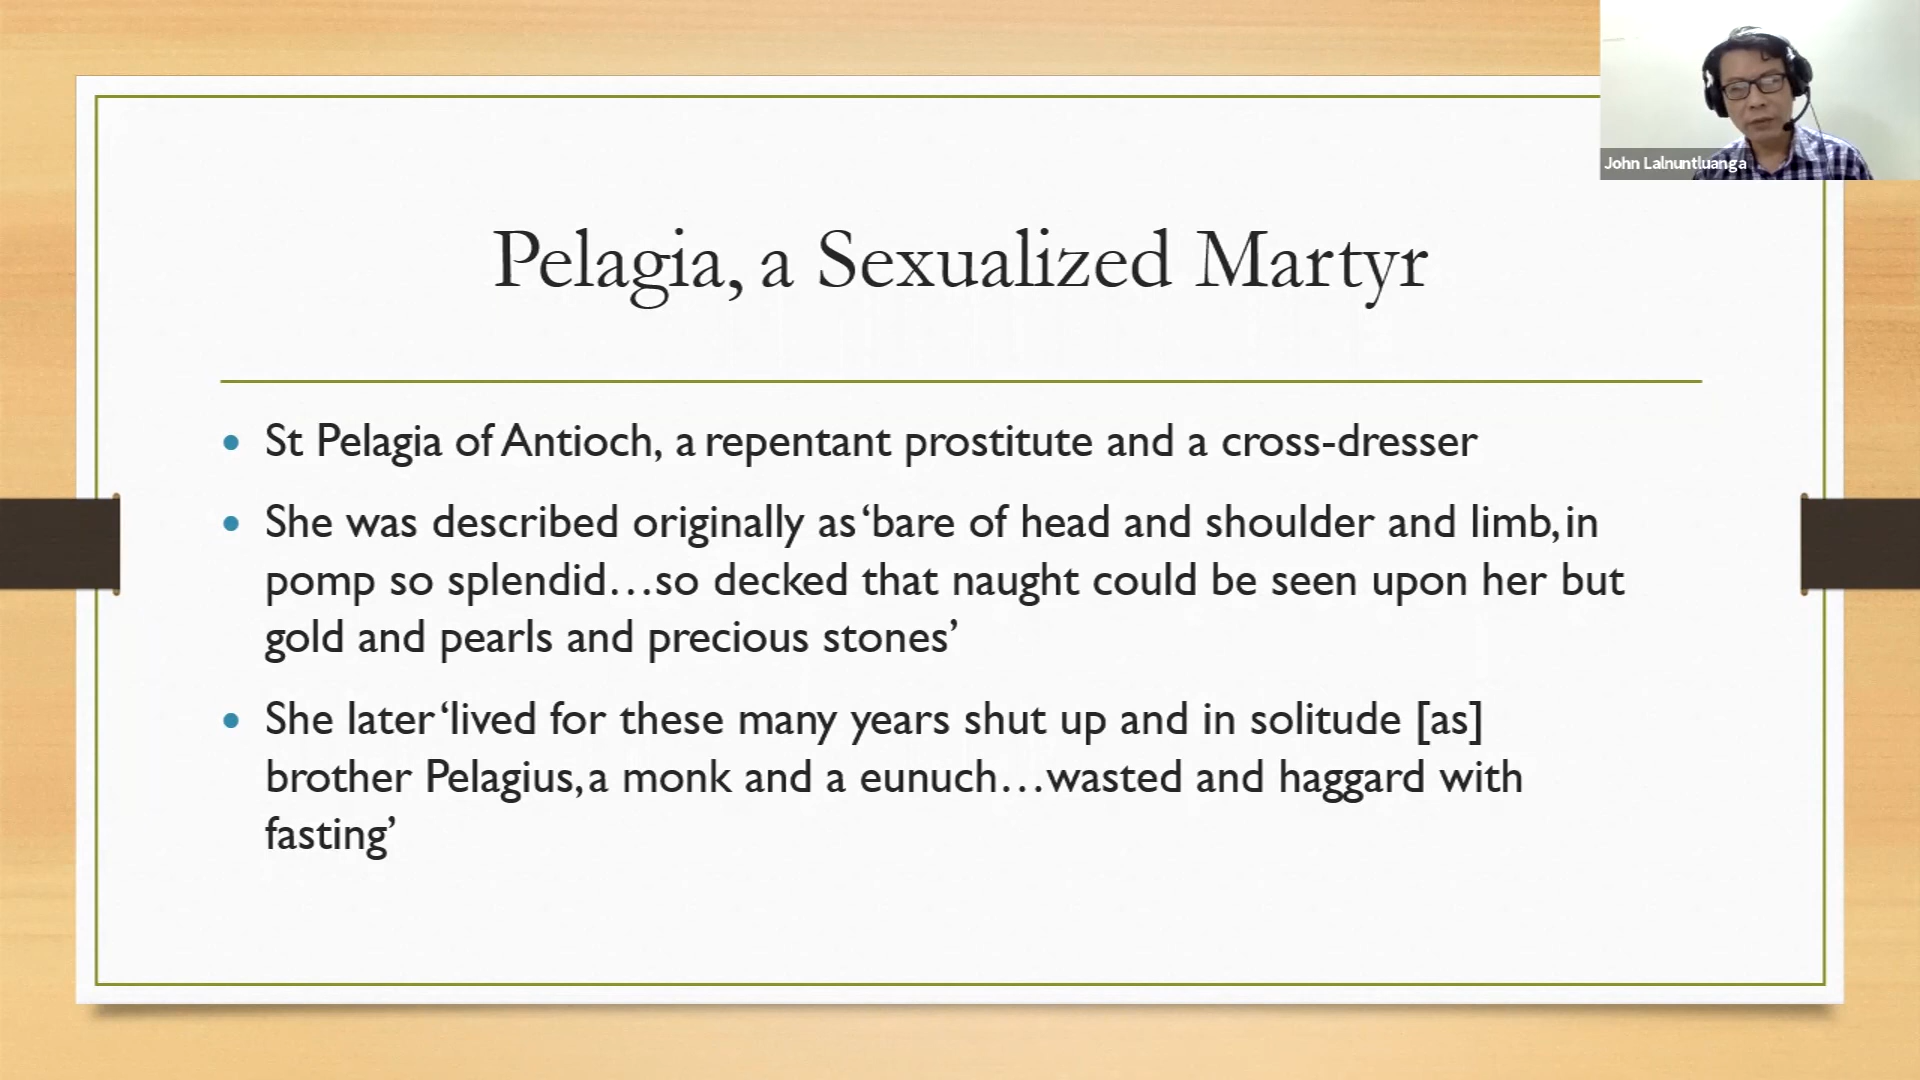 John Lalnuntluanga
Pelagia, a Sexualized Martyr
• St Pelagia of Antioch, a repentant prostitute and a cross-dresser
• She was described originally as ‘bare of head and shoulder and limb, in
pomp so splendid…so decked that naught could be seen upon her but
gold and pearls and precious stones’
• She later ‘lived for these many years shut up and in solitude [as]
brother Pelagius, a monk and a eunuch…wasted and haggard with
fasting’